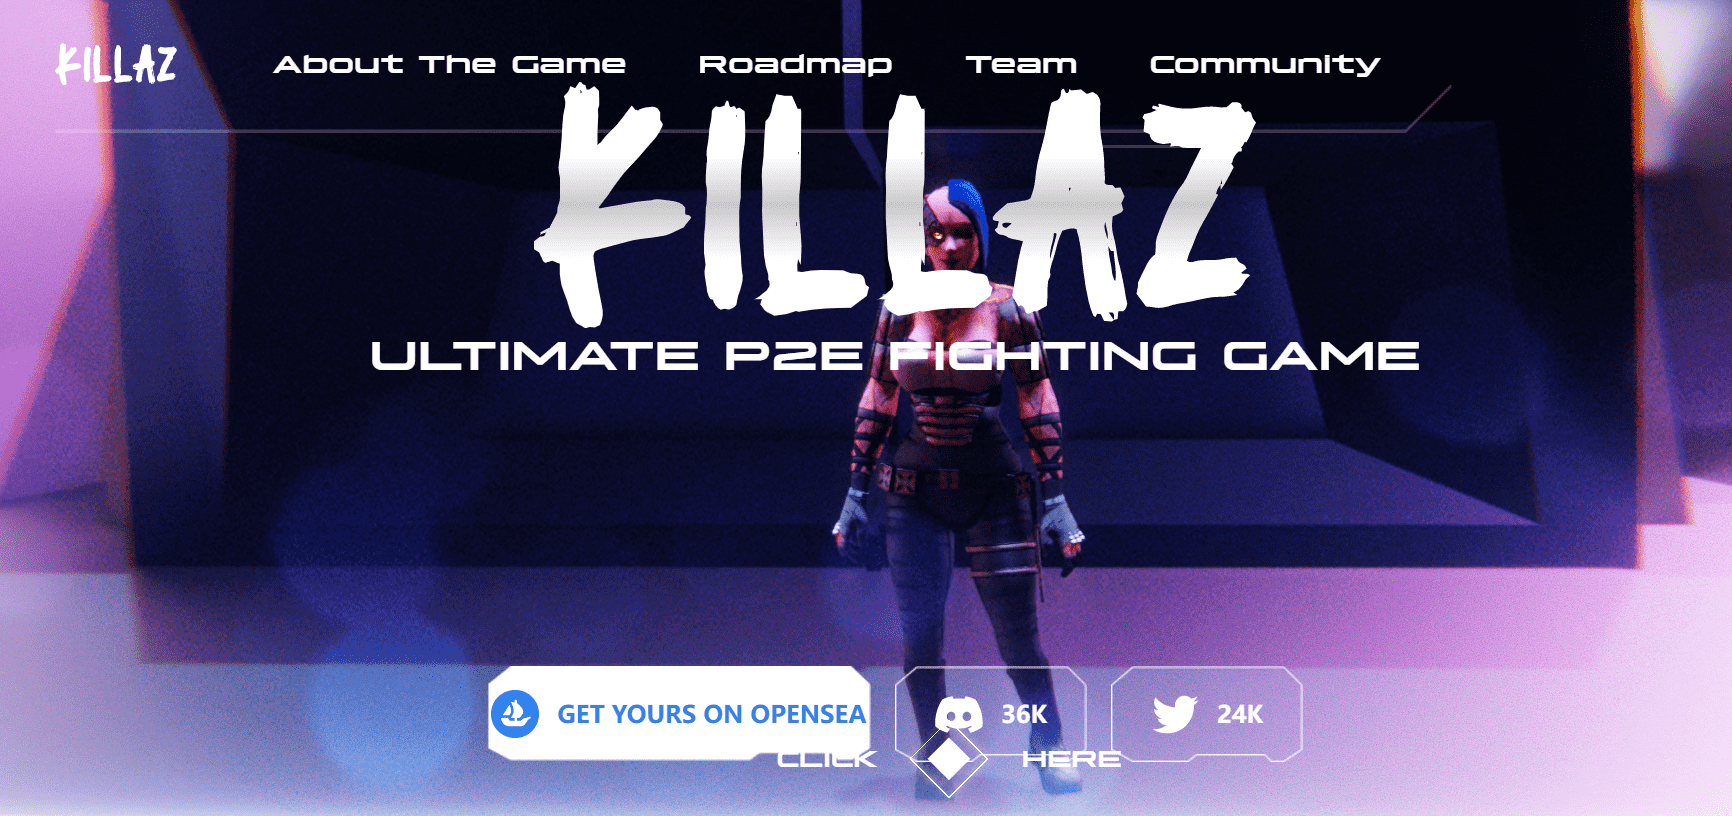 KILLAZ About The Game Roadmap Team Community
KILLAZ
ULTIMATE P2E FIGHTING GAME
GET YOURS ON OPENSEA 36K 24K
CLICK HERE